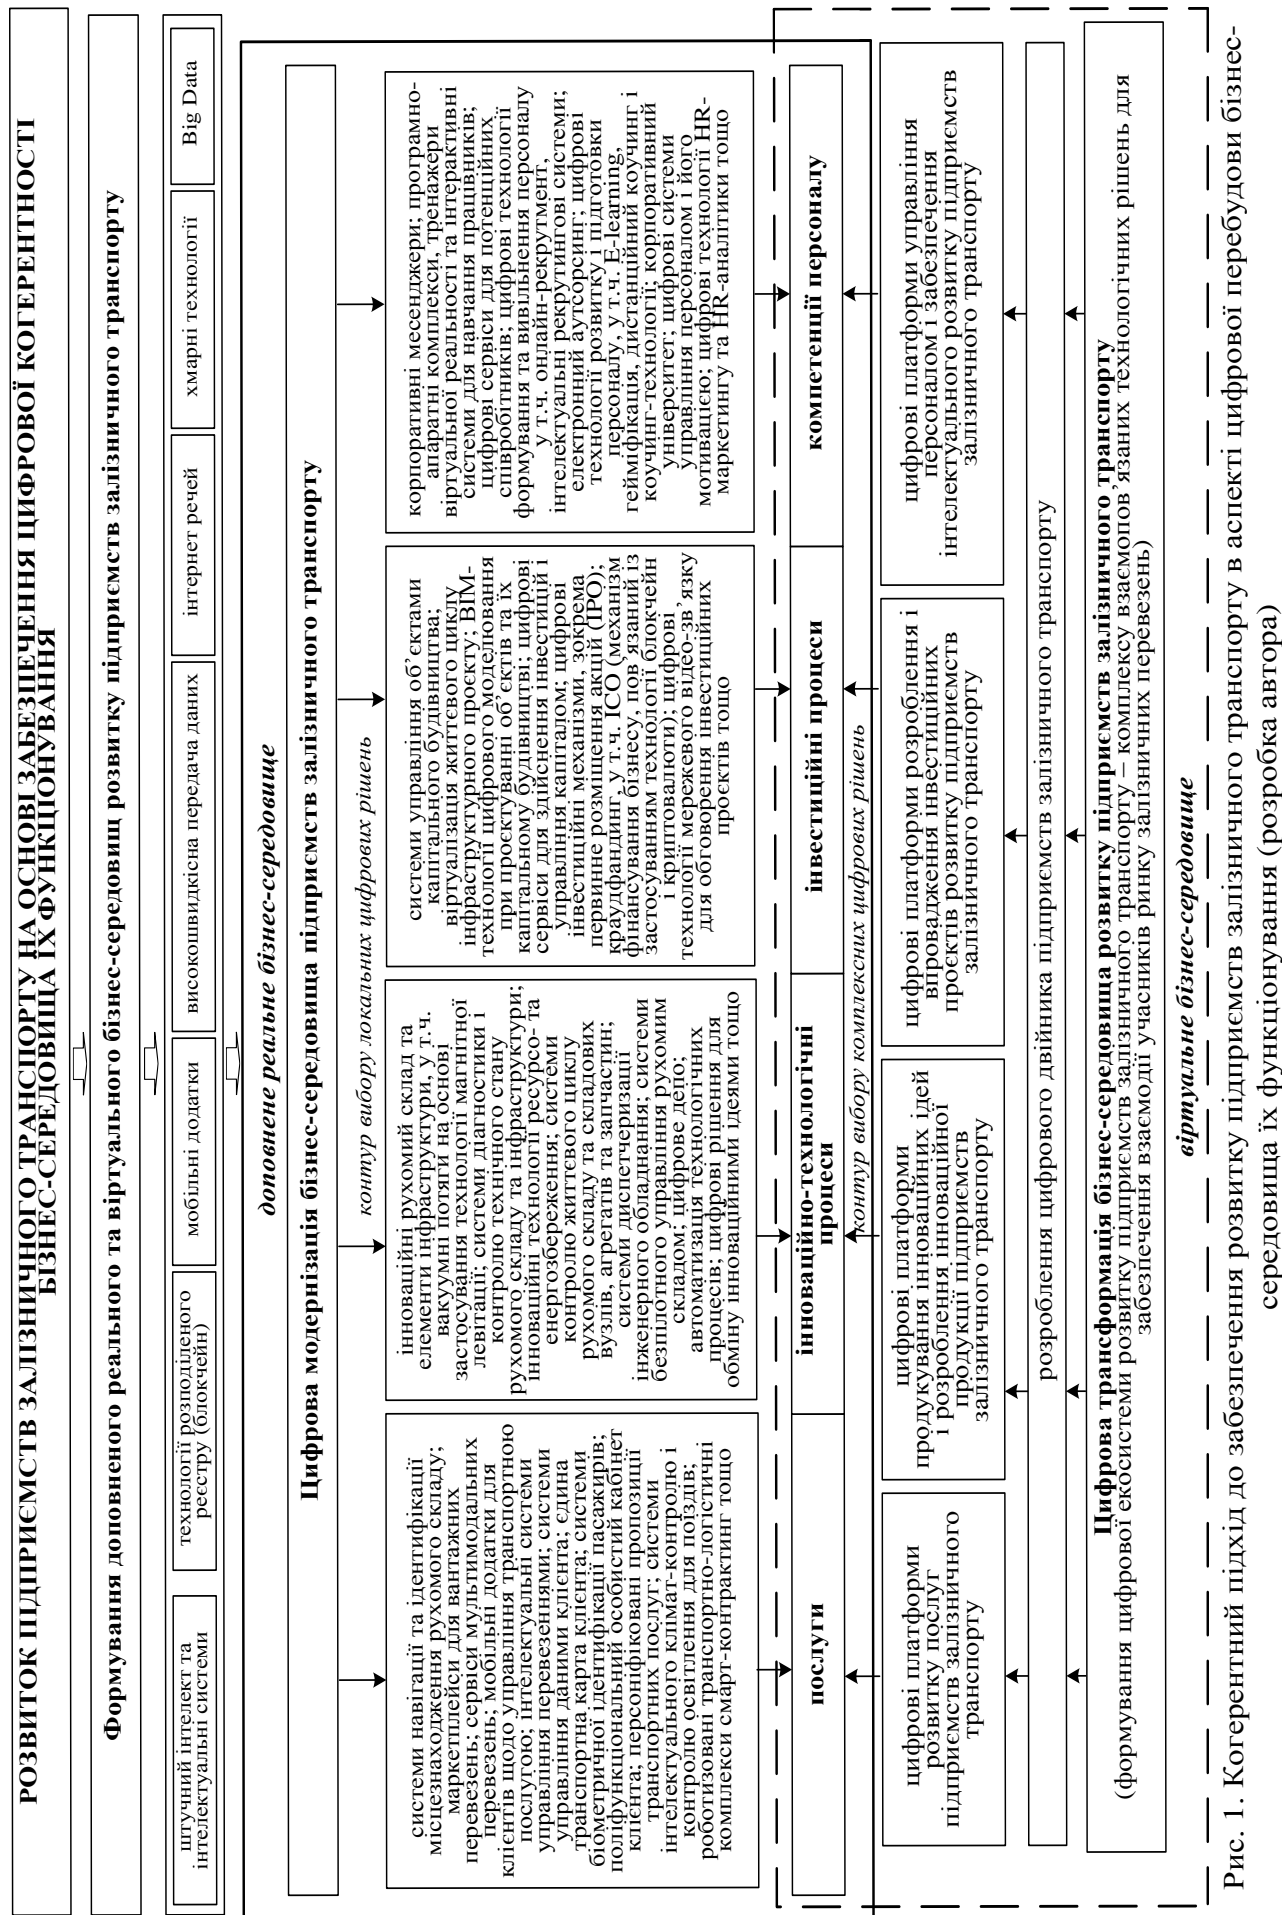 РОЗВИТОК ПІДПРИЄМСТВ ЗАЛІЗНИЧНОГО ТРАНСПОРТУ НА ОСНОВІ ЗАБЕЗПЕЧЕННЯ ЦИФРОВОЇ КОГЕРЕНТНОСТІ
БІЗНЕС-СЕРЕДОВИЩА ЇХ ФУНКЦІОНУВАННЯ
Формування доповненого реального та віртуального бізнес-середовищ розвитку підприємств залізничного транспорту
штучний інтелект та
інтелектуальні системи
технології розподіленого
реєстру (блокчейн)
мобільні додатки
високошвидкісна передача даних
інтернет речей
хмарні технології
Big Data
доповнене реальне бізнес-середовище
Цифрова модернізація бізнес-середовища підприємств залізничного транспорту
контур вибору локальних цифрових рішень
системи навігації та ідентифікації
місцезнаходження рухомого складу;
маркетплейси для вантажних
перевезень; сервіси мультимодальних
перевезень; мобільні додатки для
клієнтів щодо управління транспортною
послугою; інтелектуальні системи
управління перевезеннями; системи
управління даними клієнта; єдина
транспортна карта клієнта; системи
біометричної ідентифікації пасажирів;
поліфункціональний особистий кабінет
клієнта; персоніфіковані пропозиції
транспортних послуг; системи
інтелектуального клімат-контролю і
контролю освітлення для поїздів;
роботизовані транспортно-логістичні
комплекси смарт-контрактинг тощо
інноваційні рухомий склад та
елементи інфраструктури, у т.ч.
вакуумні потяги на основі
застосування технології магнітної
левітації; системи діагностики і
контролю технічного стану
рухомого складу та інфраструктури;
інноваційні технології ресурсо- та
енергозбереження; системи
контролю життєвого циклу
рухомого складу та складових
вузлів, агрегатів та запчастин;
системи диспетчеризації
інженерного обладнання; системи
безпілотного управління рухомим
складом; цифрове депо;
автоматизація технологічних
процесів; цифрові рішення для
обміну інноваційними ідеями тощо
системи управління об’єктами
капітального будівництва;
віртуалізація життєвого циклу
інфраструктурного проєкту; BIM-
технології цифрового моделювання
при проєктуванні об’єктів та їх
капітальному будівництві; цифрові
сервіси для здійснення інвестицій і
управління капіталом; цифрові
інвестиційні механізми, зокрема
первинне розміщення акцій (IPO);
краудфандинг, у т.ч. ICO (механізм
фінансування бізнесу, пов’язаний із
застосуванням технології блокчейн
і криптовалюти); цифрові
технології мережевого відео-зв’язку
для обговорення інвестиційних
проєктів тощо
корпоративні месенджери; програмно-
апаратні комплекси, тренажери
віртуальної реальності та інтерактивні
системи для навчання працівників;
цифрові сервіси для потенційних
співробітників; цифрові технології
формування та вивільнення персоналу
у т.ч. онлайн-рекрутмент,
інтелектуальні рекрутингові системи;
електронний аутсорсинг; цифрові
технології розвитку і підготовки
персоналу, у т.ч. E-learning,
гейміфікація, дистанційний коучинг і
коучинг-технології; корпоративний
університет; цифрові системи
управління персоналом і його
мотивацією; цифрові технології HR-
маркетингу та HR-аналітики тощо
послуги
інноваційно-технологічні
процеси
інвестиційні процеси
компетенції персоналу
контур вибору комплексних цифрових рішень
цифрові платформи
розвитку послуг
підприємств залізничного
транспорту
цифрові платформи
продукування інноваційних ідей
і розроблення інноваційної
продукції підприємств
залізничного транспорту
цифрові платформи розроблення і
впровадження інвестиційних
проєктів розвитку підприємств
залізничного транспорту
цифрові платформи управління
персоналом і забезпечення
інтелектуального розвитку підприємств
залізничного транспорту
розроблення цифрового двійника підприємств залізничного транспорту
Цифрова трансформація бізнес-середовища розвитку підприємств залізничного транспорту
(формування цифрової екосистеми розвитку підприємств залізничного транспорту – комплексу взаємопов’язаних технологічних рішень для
забезпечення взаємодії учасників ринку залізничних перевезень)
віртуальне бізнес-середовище
Рис. 1. Когерентний підхід до забезпечення розвитку підприємств залізничного транспорту в аспекті цифрової перебудови бізнес-
середовища їх функціонування (розробка автора)